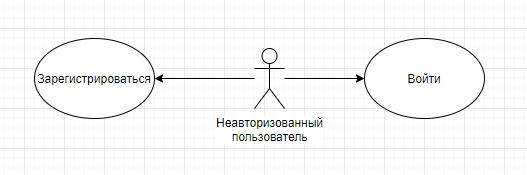 Зарегистрироваться
Войти
Неавторизованный
пользователь